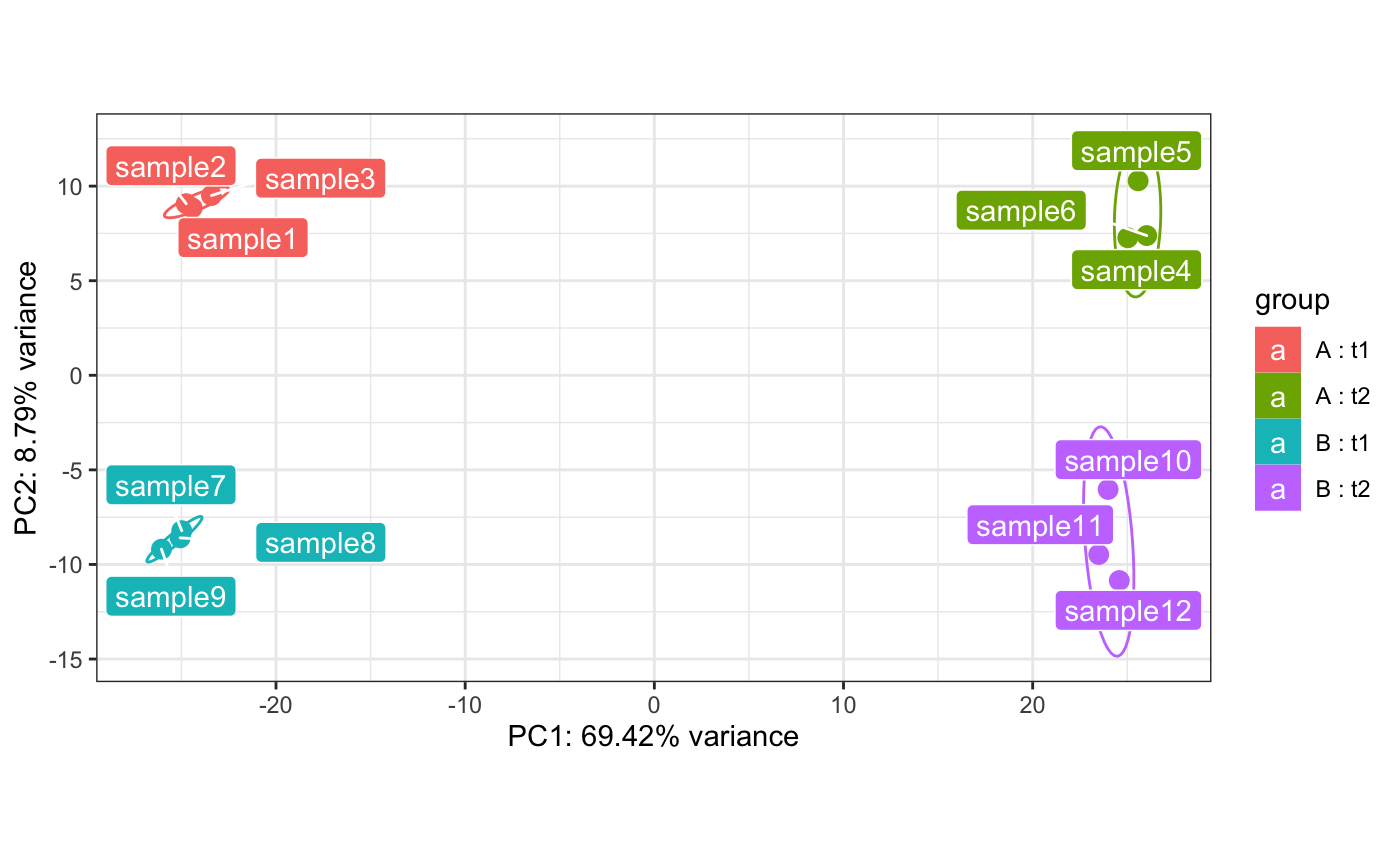 sample2
sample3
sample1
sample5
sample6
sample4
sample7
sample8
sample9
sample10
sample11
sample12
10
5
0
-5
-10
-15
PC2: 8.79% variance
-20
-10
0
10
20
PC1: 69.42% variance
group
a A : t1
a A : t2
a B : t1
a B : t2